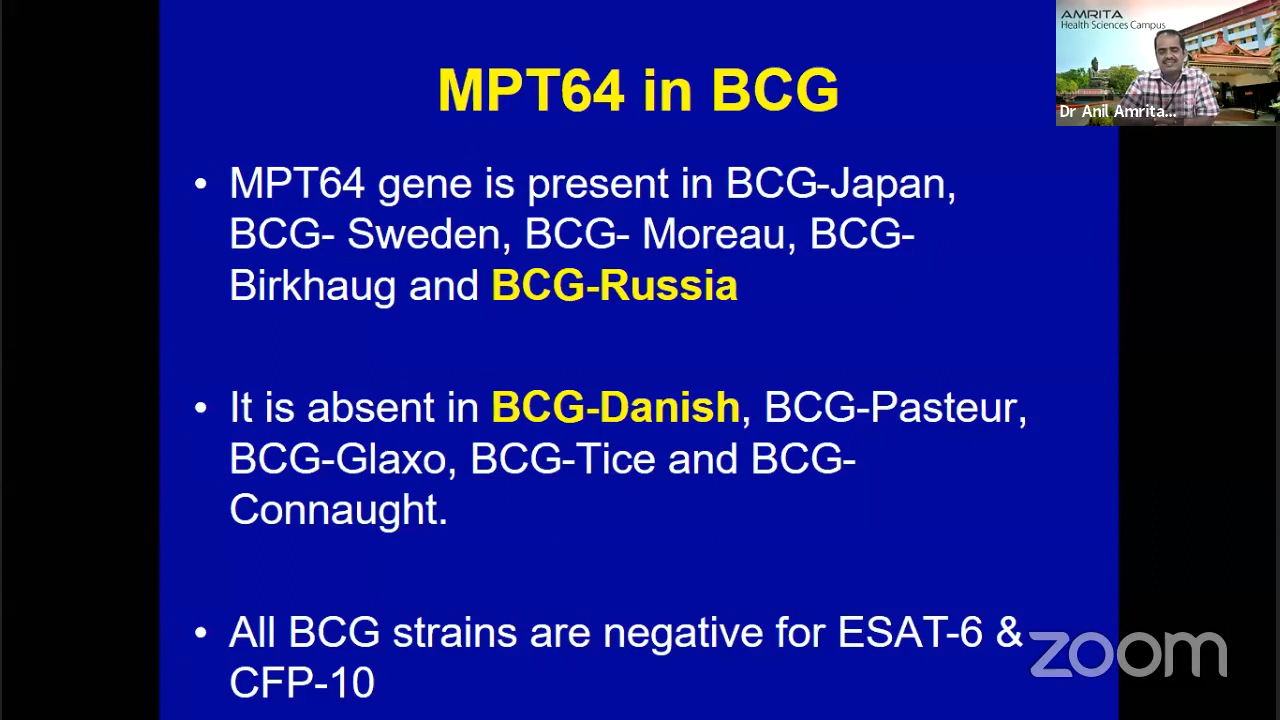 AMRITA
Health Sciences Campus
Dr Anil Amrita...
MPT64 in BCG
• MPT64 gene is present in BCG-Japan,
BCG- Sweden, BCG- Moreau, BCG-
Birkhaug and BCG-Russia
• It is absent in BCG-Danish, BCG-Pasteur,
BCG-Glaxo, BCG-Tice and BCG-
Connaught.
• All BCG strains are negative for ESAT-6 &
CFP-10
zoom